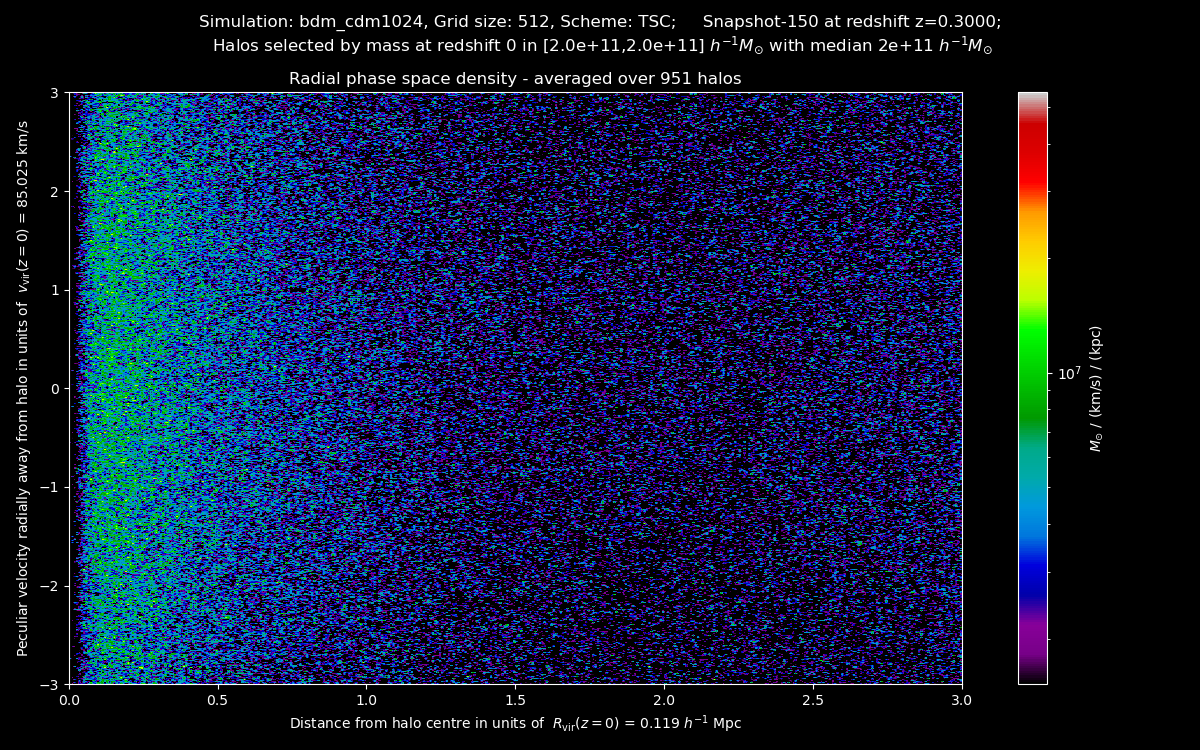 Simulation: bdm_cdm1024, Grid size: 512, Scheme: TSC; Snapshot-150 at redshift z=0.3000;
Halos selected by mass at redshift 0 in [2.0e+11,2.0e+11] h⁻¹M⊙ with median 2e+11 h⁻¹M⊙
Radial phase space density - averaged over 951 halos
Peculiar velocity radially away from halo in units of v_vir(z = 0) = 85.025 km/s
3
2
1
0
−1
−2
−3
0.0 0.5 1.0 1.5 2.0 2.5 3.0
Distance from halo centre in units of R_vir(z = 0) = 0.119 h⁻¹ Mpc
10⁷
M⊙ / (km/s) / (kpc)